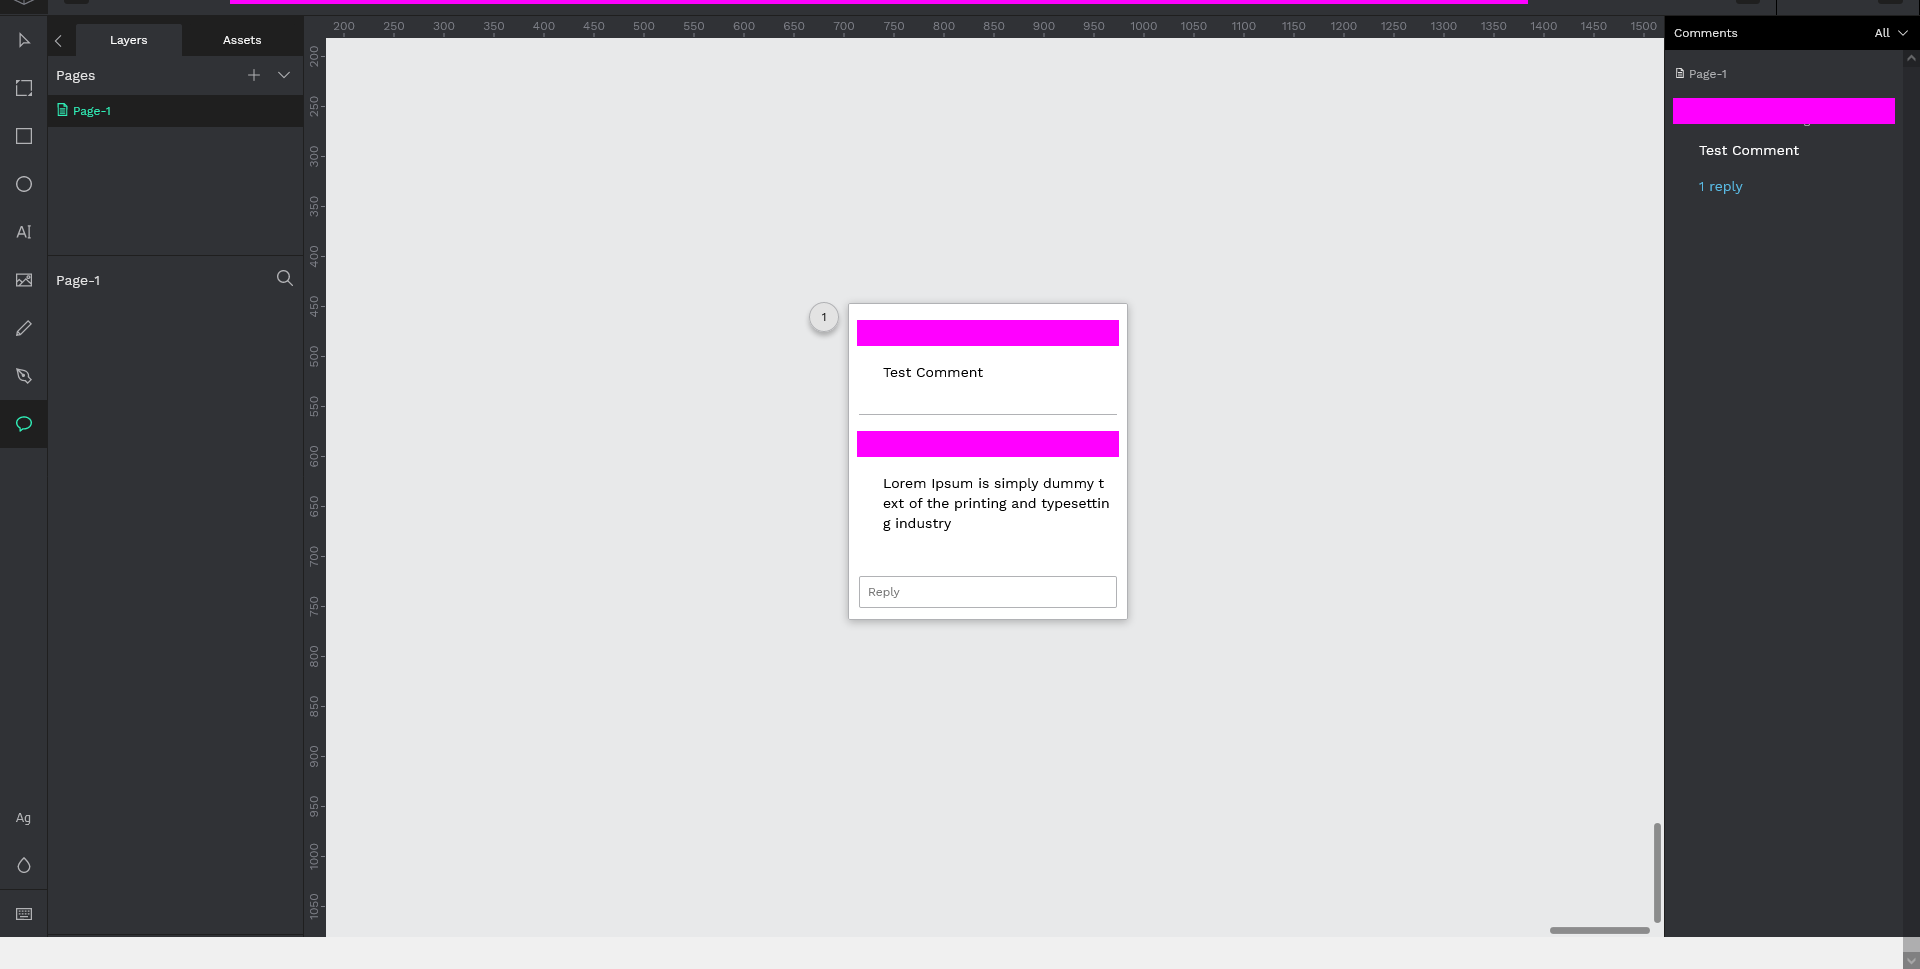 200 250 300 350 400 450 500 550 600 650 700 750 800 850 900 950 1000 1050 1100 1150 1200 1250 1300 1350 1400 1450 1500
Layers
Assets
Pages
Page-1
Page-1
AI
Ag
200
250
300
350
400
450
500
550
600
650
700
750
800
850
900
950
1000
1050
1
Test Comment
Lorem Ipsum is simply dummy t
ext of the printing and typesettin
g industry
Reply
Comments
All
Page-1
Test Comment
1 reply